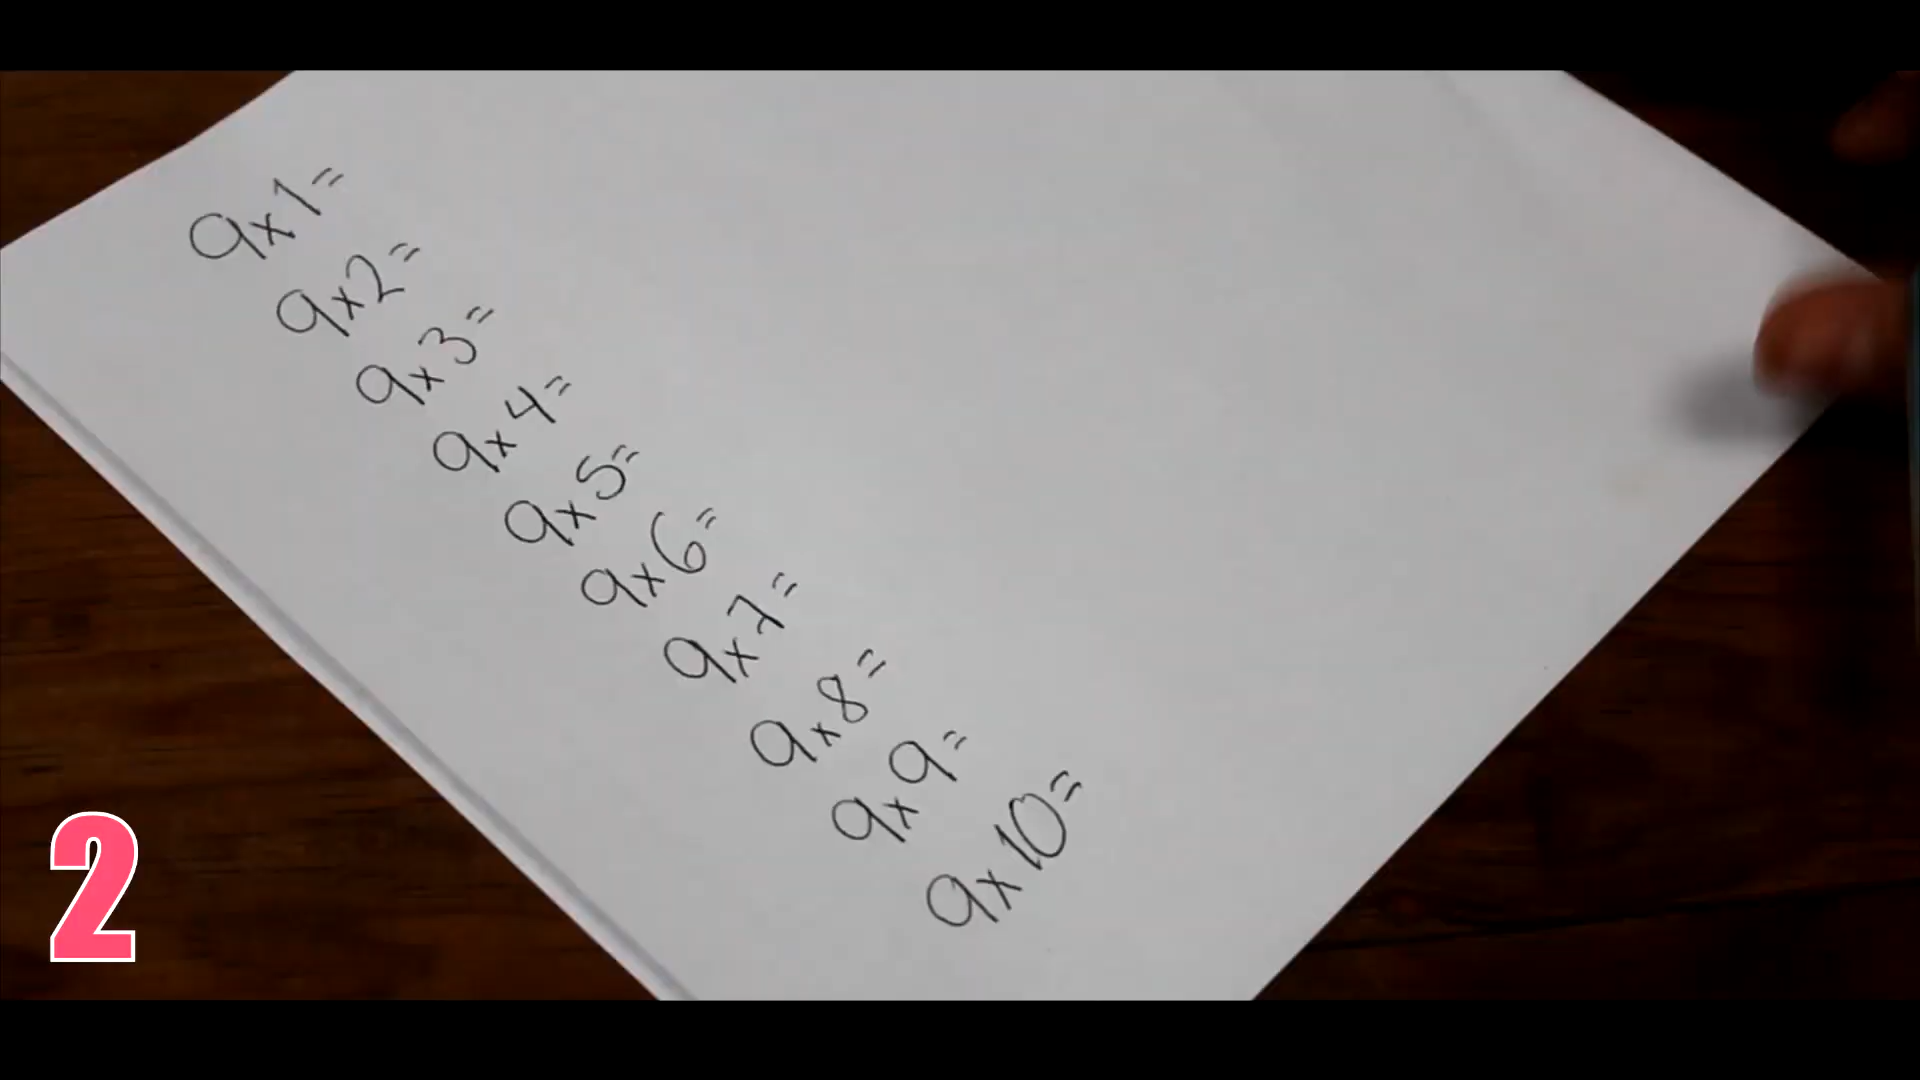 9x1=
9x2=
9x3=
9x4=
9x5=
9x6=
9x7=
9x8=
9x9=
9x10=
2